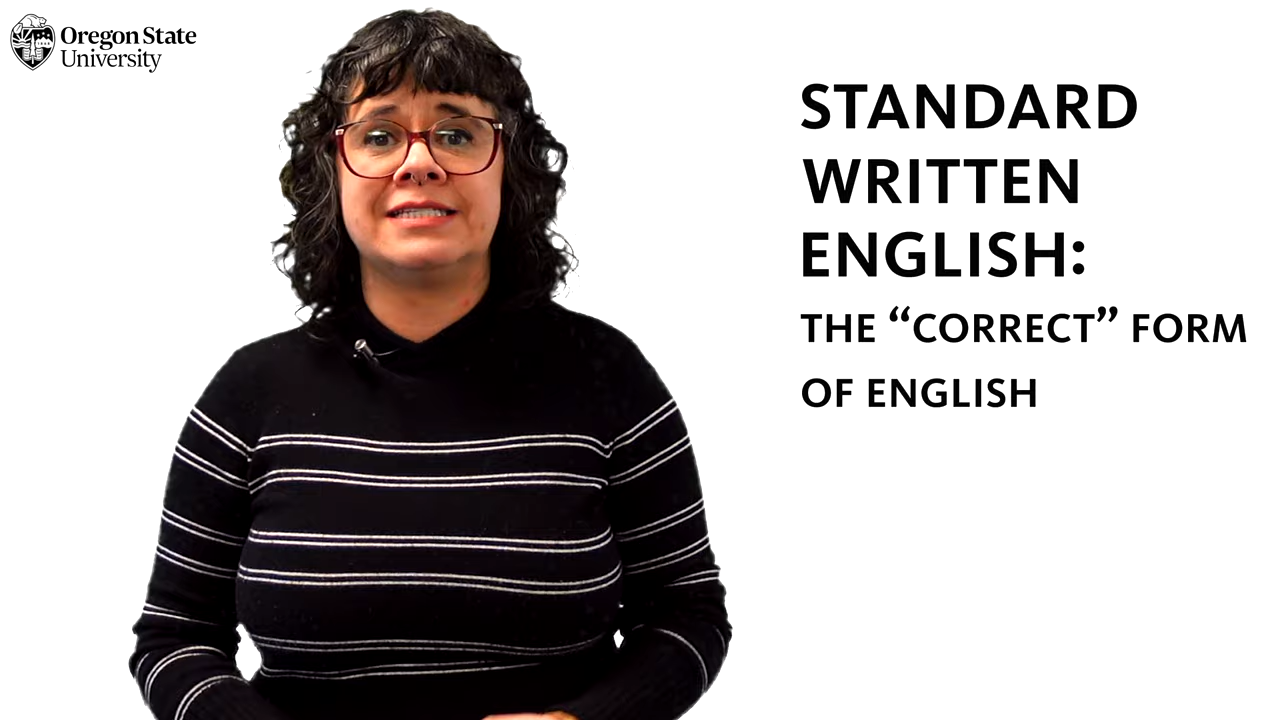 Oregon State
University
STANDARD
WRITTEN
ENGLISH:
THE “CORRECT” FORM
OF ENGLISH